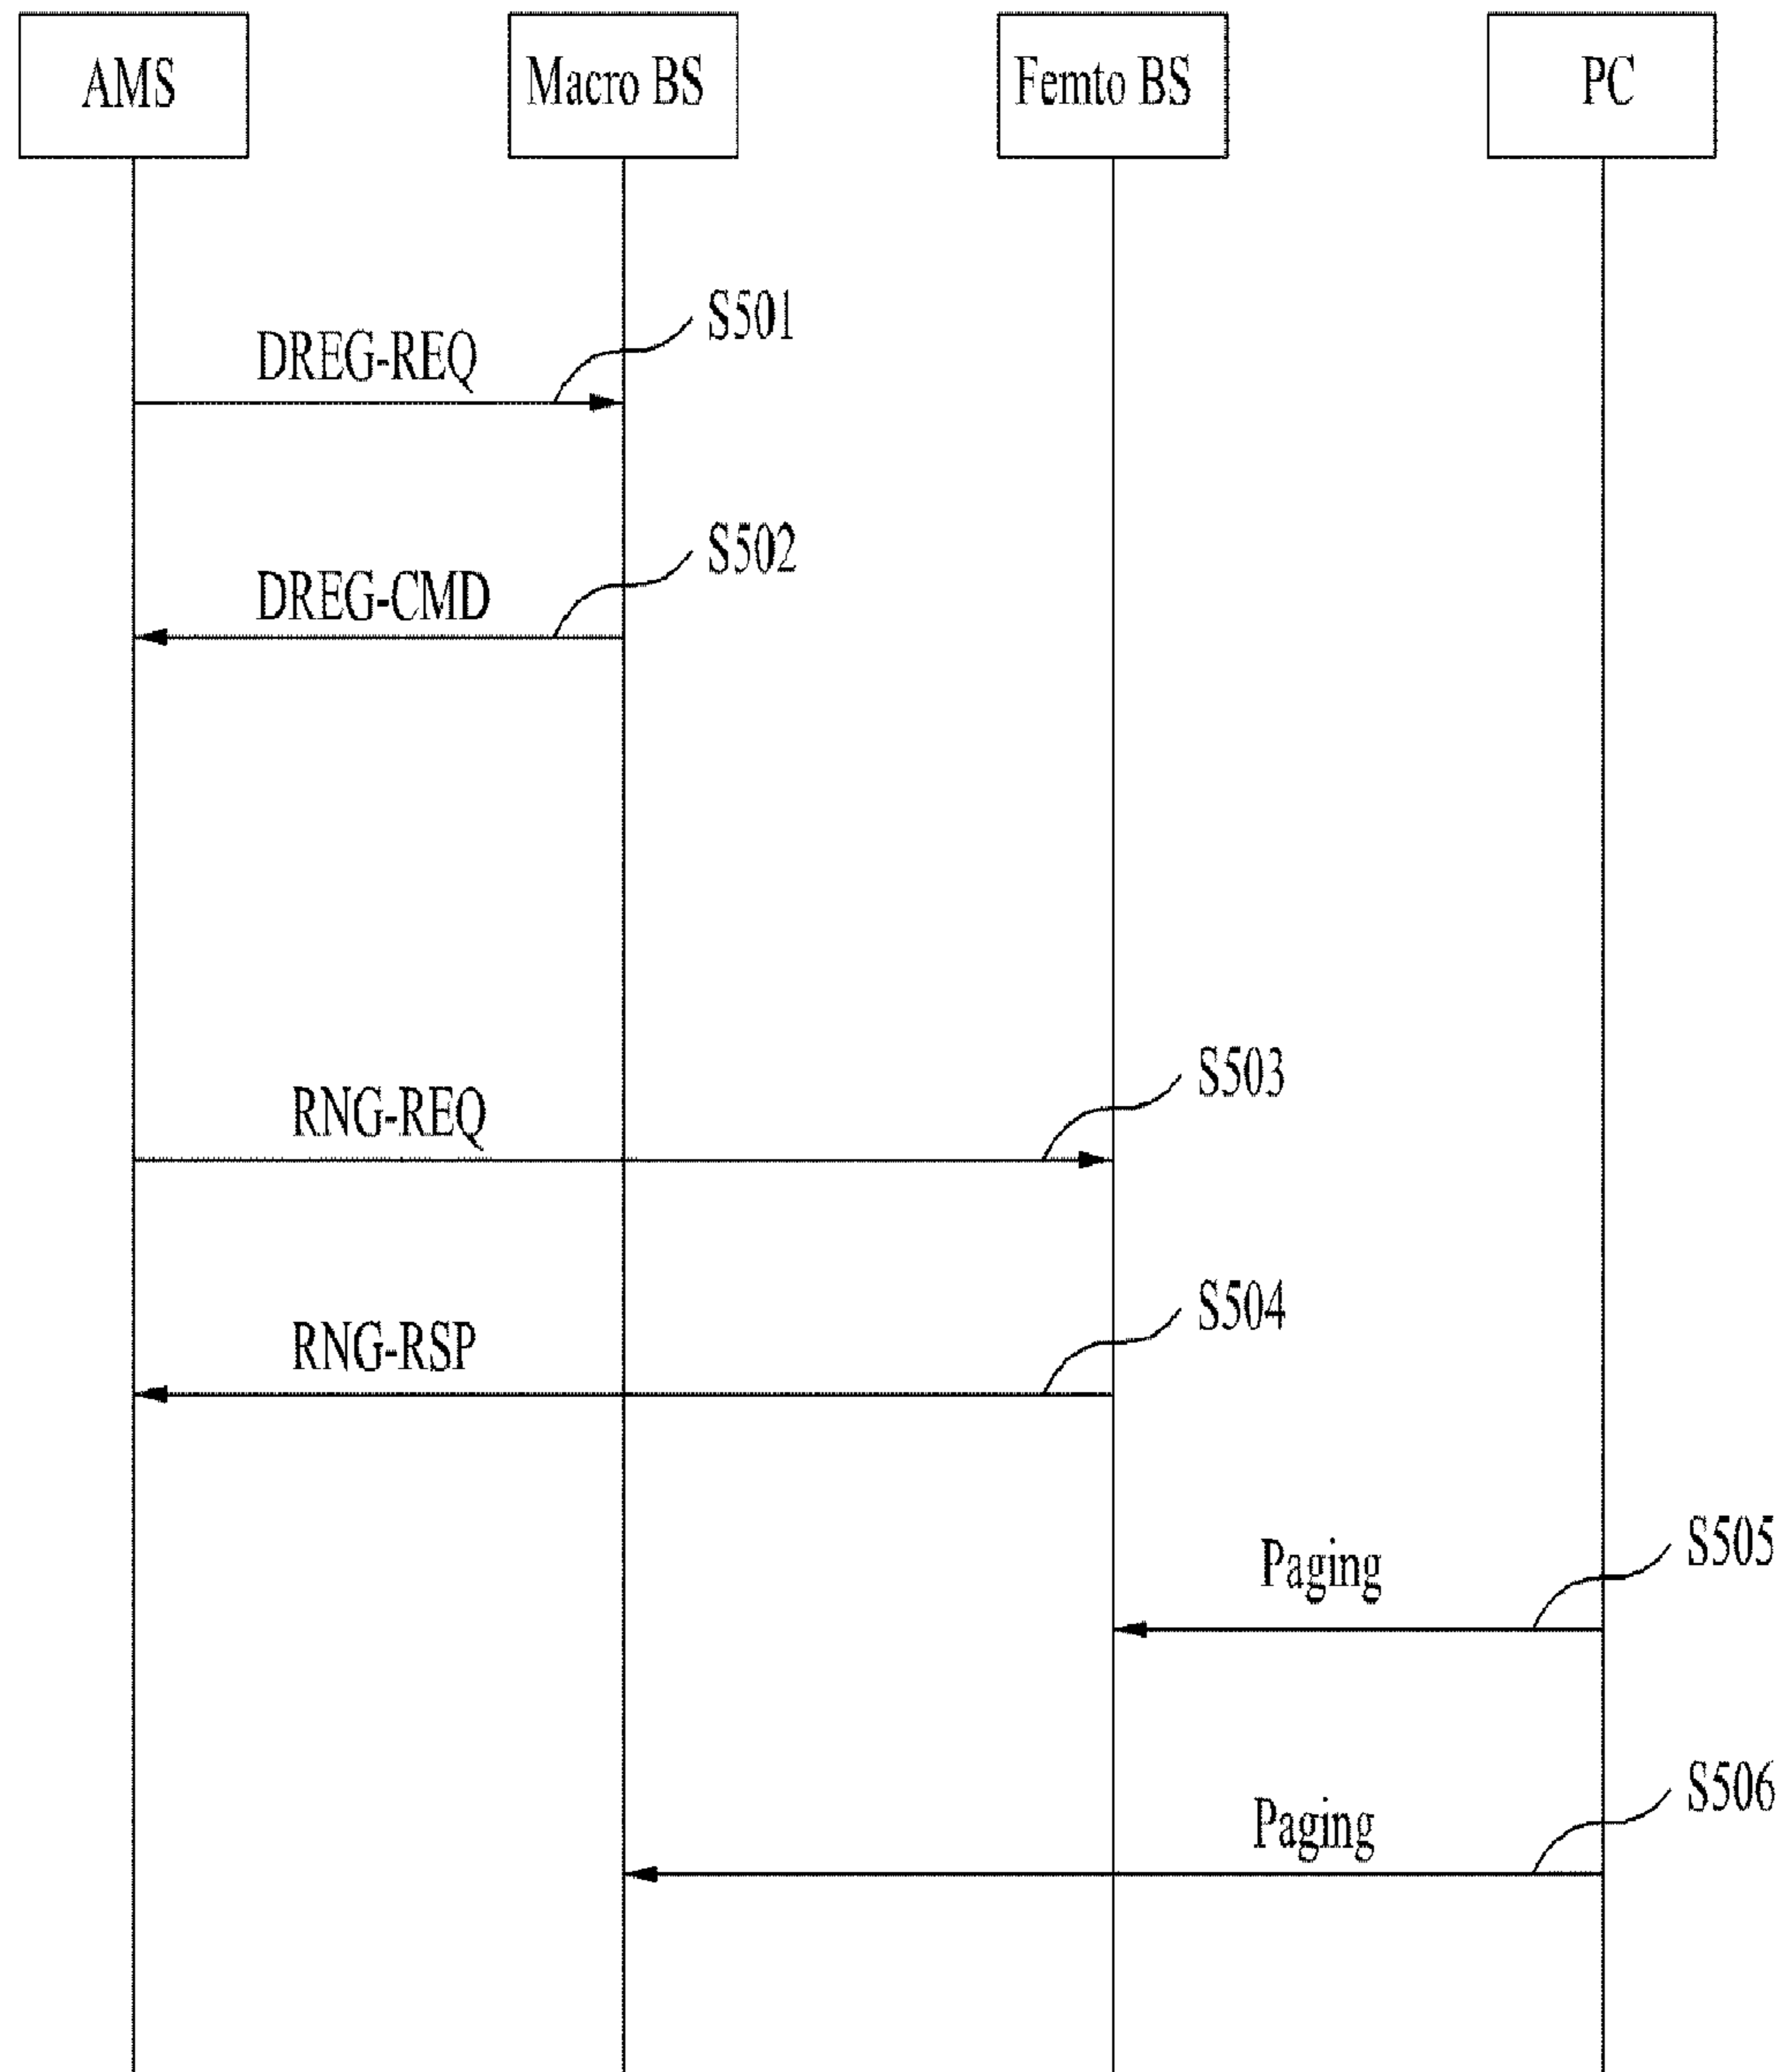 AMS
Macro BS
Femto BS
PC
S501
DREG-REQ
S502
DREG-CMD
S503
RNG-REQ
S504
RNG-RSP
S505
Paging
S506
Paging